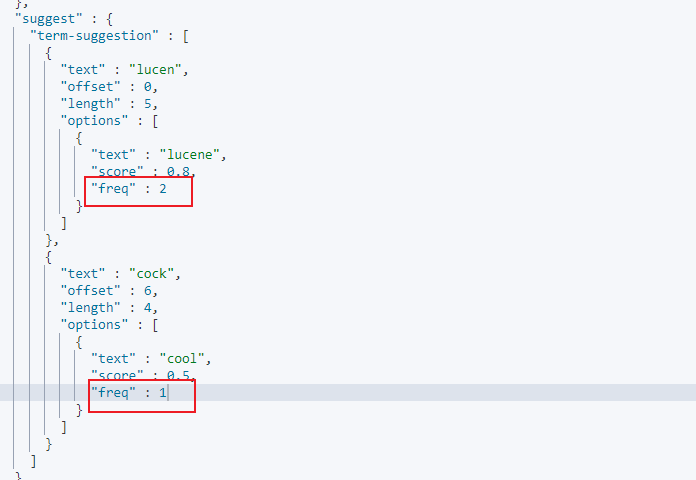 },
"suggest" : {
"term-suggestion" : [
{
"text" : "lucen",
"offset" : 0,
"length" : 5,
"options" : [
{
"text" : "lucene",
"score" : 0.8,
"freq" : 2
}
]
},
{
"text" : "cock",
"offset" : 6,
"length" : 4,
"options" : [
{
"text" : "cool",
"score" : 0.5,
"freq" : 1
}
]
}
]
}